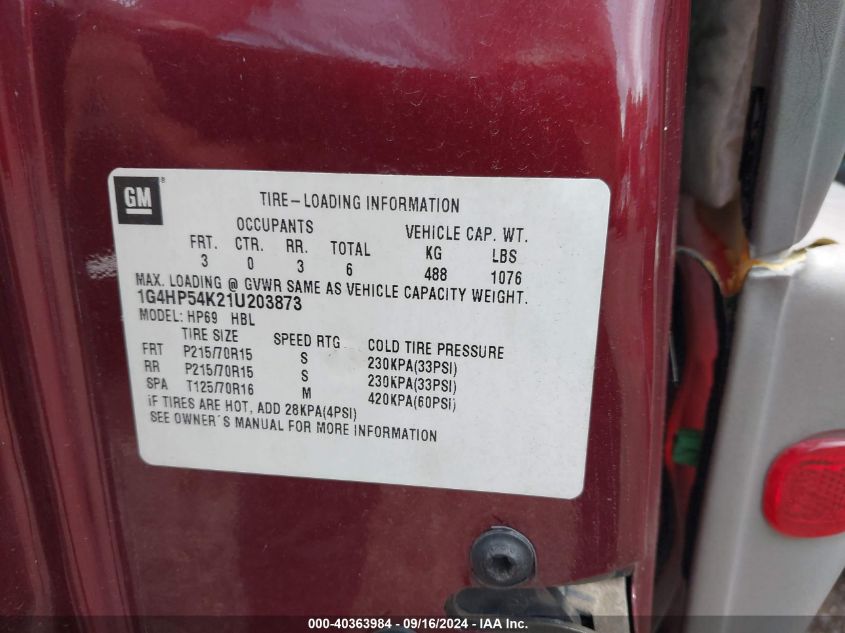 GM
TIRE-LOADING INFORMATION
OCCUPANTS VEHICLE CAP. WT.
FRT. CTR. RR. TOTAL KG LBS
3 0 3 6 488 1076
MAX. LOADING @ GVWR SAME AS VEHICLE CAPACITY WEIGHT.
1G4HP54K21U203873
MODEL: HP69 HBL
TIRE SIZE SPEED RTG COLD TIRE PRESSURE
FRT P215/70R15 S 230KPA(33PSI)
RR P215/70R15 S 230KPA(33PSI)
SPA T125/70R16 M 420KPA(60PSI)
iF TIRES ARE HOT, ADD 28KPA(4PSI)
SEE OWNER´S MANUAL FOR MORE INFORMATION
000-40363984 - 09/16/2024 - IAA Inc.